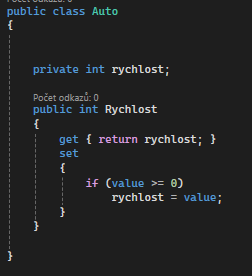 Počet odkazů: 0
public class Auto
{
private int rychlost;
Počet odkazů: 0
public int Rychlost
{
get { return rychlost; }
set
{
if (value >= 0)
rychlost = value;
}
}
}